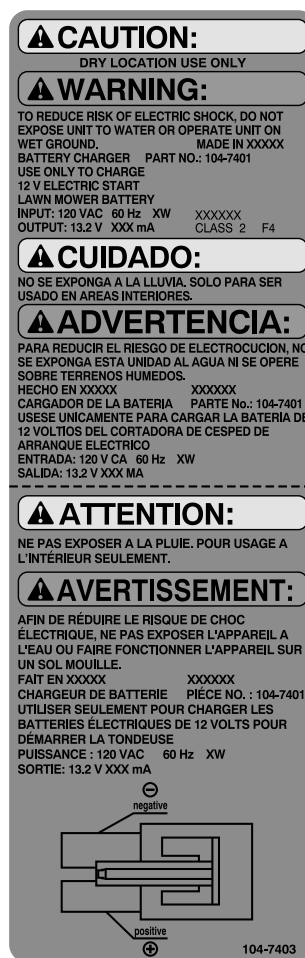 CAUTION:
DRY LOCATION USE ONLY
WARNING:
TO REDUCE RISK OF ELECTRIC SHOCK, DO NOT
EXPOSE UNIT TO WATER OR OPERATE UNIT ON
WET GROUND. MADE IN XXXXX
BATTERY CHARGER PART NO.: 104-7401
USE ONLY TO CHARGE
12 V ELECTRIC START
LAWN MOWER BATTERY
INPUT: 120 VAC 60 Hz XW XXXXXX
OUTPUT: 13.2 V XXX mA CLASS 2 F4
CUIDADO:
NO SE EXPONGA A LA LLUVIA. SOLO PARA SER
USADO EN AREAS INTERIORES.
ADVERTENCIA:
PARA REDUCIR EL RIESGO DE ELECTROCUCION, NO
SE EXPONGA ESTA UNIDAD AL AGUA NI SE OPERE
SOBRE TERRENOS HUMEDOS.
HECHO EN XXXXX XXXXXX
CARGADOR DE LA BATERIA PARTE No.: 104-7401
USESE UNICAMENTE PARA CARGAR LA BATERIA DE
12 VOLTIOS DEL CORTADORA DE CESPED DE
ARRANQUE ELECTRICO
ENTRADA: 120 V CA 60 Hz XW
SALIDA: 13.2 V XXX MA
ATTENTION:
NE PAS EXPOSER A LA PLUIE. POUR USAGE A
L'INTÉRIEUR SEULEMENT.
AVERTISSEMENT:
AFIN DE RÉDUIRE LE RISQUE DE CHOC
ÉLECTRIQUE, NE PAS EXPOSER L'APPAREIL A
L'EAU OU FAIRE FONCTIONNER L'APPAREIL SUR
UN SOL MOUILLE.
FAIT EN XXXXX XXXXXX
CHARGEUR DE BATTERIE PIÉCE NO. : 104-7401
UTILISER SEULEMENT POUR CHARGER LES
BATTERIES ÉLECTRIQUES DE 12 VOLTS POUR
DÉMARRER LA TONDEUSE
PUISSANCE : 120 VAC 60 Hz XW
SORTIE: 13.2 V XXX mA
negative
positive
104-7403